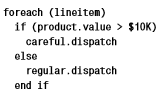 foreach (lineitem)
  if (product.value > $10K)
    careful.dispatch
  else
    regular.dispatch
  end if